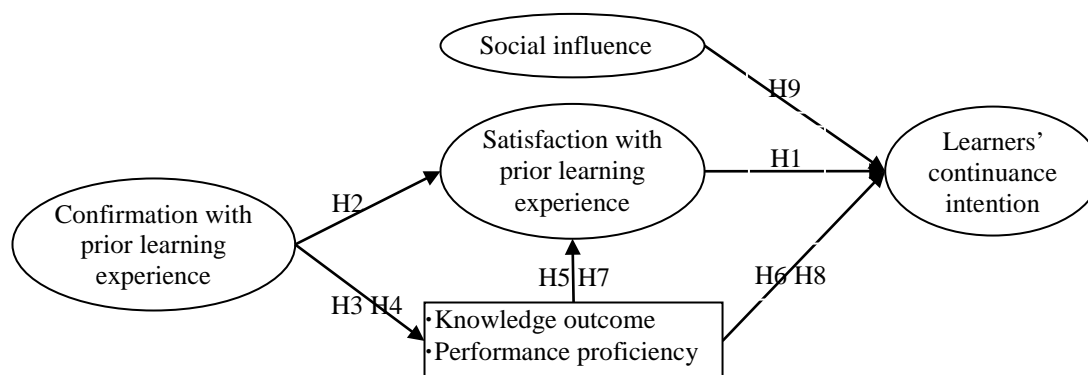 Social influence
H9
Satisfaction with
prior learning
experience
H1
Learners’
continuance
intention
H2
Confirmation with
prior learning
experience
H5 H7
H6 H8
H3 H4
·Knowledge outcome
·Performance proficiency